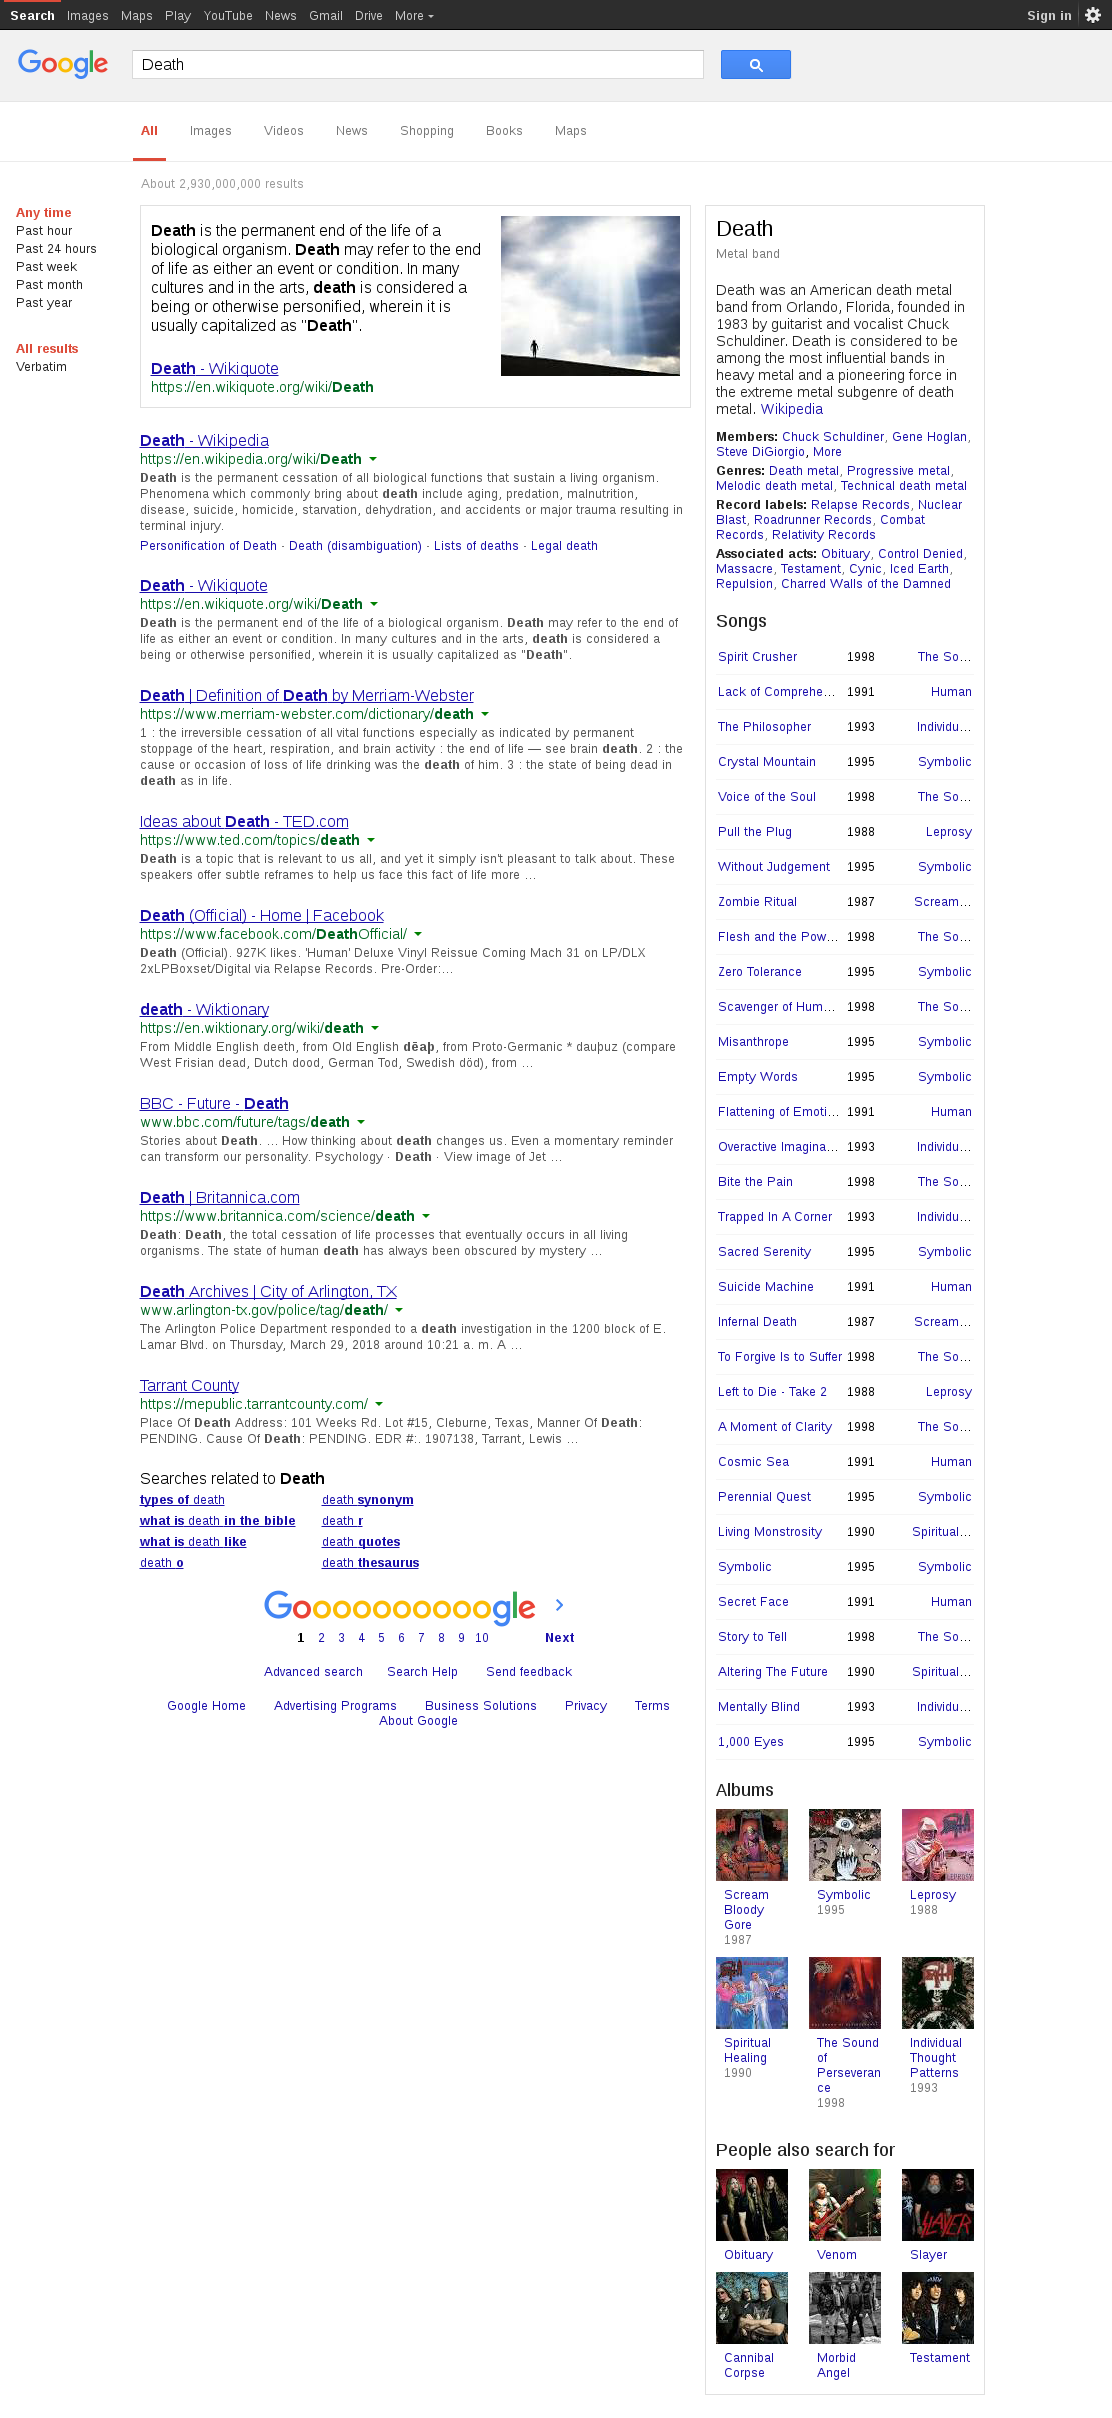 Search Images Maps Play YouTube News Gmail Drive More Sign in
Google Death
All Images Videos News Shopping Books Maps
About 2,930,000,000 results
Any time
Past hour
Past 24 hours
Past week
Past month
Past year
All results
Verbatim
Death is the permanent end of the life of a
biological organism. Death may refer to the end
of life as either an event or condition. In many
cultures and in the arts, death is considered a
being or otherwise personified, wherein it is
usually capitalized as "Death".
Death - Wikiquote
https://en.wikiquote.org/wiki/Death
Death - Wikipedia
https://en.wikipedia.org/wiki/Death
Death is the permanent cessation of all biological functions that sustain a living organism.
Phenomena which commonly bring about death include aging, predation, malnutrition,
disease, suicide, homicide, starvation, dehydration, and accidents or major trauma resulting in
terminal injury.
Personification of Death · Death (disambiguation) · Lists of deaths · Legal death
Death - Wikiquote
https://en.wikiquote.org/wiki/Death
Death is the permanent end of the life of a biological organism. Death may refer to the end of
life as either an event or condition. In many cultures and in the arts, death is considered a
being or otherwise personified, wherein it is usually capitalized as "Death".
Death | Definition of Death by Merriam-Webster
https://www.merriam-webster.com/dictionary/death
1 : the irreversible cessation of all vital functions especially as indicated by permanent
stoppage of the heart, respiration, and brain activity : the end of life — see brain death. 2 : the
cause or occasion of loss of life drinking was the death of him. 3 : the state of being dead in
death as in life.
Ideas about Death - TED.com
https://www.ted.com/topics/death
Death is a topic that is relevant to us all, and yet it simply isn't pleasant to talk about. These
speakers offer subtle reframes to help us face this fact of life more ...
Death (Official) - Home | Facebook
https://www.facebook.com/DeathOfficial/
Death (Official). 927K likes. 'Human' Deluxe Vinyl Reissue Coming Mach 31 on LP/DLX
2xLPBoxset/Digital via Relapse Records. Pre-Order:...
death - Wiktionary
https://en.wiktionary.org/wiki/death
From Middle English deeth, from Old English dēaþ, from Proto-Germanic * dauþuz (compare
West Frisian dead, Dutch dood, German Tod, Swedish död), from ...
BBC - Future - Death
www.bbc.com/future/tags/death
Stories about Death. ... How thinking about death changes us. Even a momentary reminder
can transform our personality. Psychology · Death · View image of Jet ...
Death | Britannica.com
https://www.britannica.com/science/death
Death: Death, the total cessation of life processes that eventually occurs in all living
organisms. The state of human death has always been obscured by mystery ...
Death Archives | City of Arlington, TX
www.arlington-tx.gov/police/tag/death/
The Arlington Police Department responded to a death investigation in the 1200 block of E.
Lamar Blvd. on Thursday, March 29, 2018 around 10:21 a. m. A ...
Tarrant County
https://mepublic.tarrantcounty.com/
Place Of Death Address: 101 Weeks Rd. Lot #15, Cleburne, Texas, Manner Of Death:
PENDING. Cause Of Death: PENDING. EDR #:. 1907138, Tarrant, Lewis ...
Searches related to Death
types of death death synonym
what is death in the bible death r
what is death like death quotes
death o death thesaurus
Goooooooooogle
1 2 3 4 5 6 7 8 9 10 Next
Advanced search Search Help Send feedback
Google Home Advertising Programs Business Solutions Privacy Terms
About Google
Death
Metal band
Death was an American death metal
band from Orlando, Florida, founded in
1983 by guitarist and vocalist Chuck
Schuldiner. Death is considered to be
among the most influential bands in
heavy metal and a pioneering force in
the extreme metal subgenre of death
metal. Wikipedia
Members: Chuck Schuldiner, Gene Hoglan,
Steve DiGiorgio, More
Genres: Death metal, Progressive metal,
Melodic death metal, Technical death metal
Record labels: Relapse Records, Nuclear
Blast, Roadrunner Records, Combat
Records, Relativity Records
Associated acts: Obituary, Control Denied,
Massacre, Testament, Cynic, Iced Earth,
Repulsion, Charred Walls of the Damned
Songs
Spirit Crusher 1998 The So...
Lack of Comprehe... 1991 Human
The Philosopher 1993 Individu...
Crystal Mountain 1995 Symbolic
Voice of the Soul 1998 The So...
Pull the Plug 1988 Leprosy
Without Judgement 1995 Symbolic
Zombie Ritual 1987 Scream...
Flesh and the Pow... 1998 The So...
Zero Tolerance 1995 Symbolic
Scavenger of Hum... 1998 The So...
Misanthrope 1995 Symbolic
Empty Words 1995 Symbolic
Flattening of Emoti... 1991 Human
Overactive Imagina... 1993 Individu...
Bite the Pain 1998 The So...
Trapped In A Corner 1993 Individu...
Sacred Serenity 1995 Symbolic
Suicide Machine 1991 Human
Infernal Death 1987 Scream...
To Forgive Is to Suffer 1998 The So...
Left to Die - Take 2 1988 Leprosy
A Moment of Clarity 1998 The So...
Cosmic Sea 1991 Human
Perennial Quest 1995 Symbolic
Living Monstrosity 1990 Spiritual...
Symbolic 1995 Symbolic
Secret Face 1991 Human
Story to Tell 1998 The So...
Altering The Future 1990 Spiritual...
Mentally Blind 1993 Individu...
1,000 Eyes 1995 Symbolic
Albums
Scream
Bloody
Gore
1987
Symbolic
1995
LEPROSY
Leprosy
1988
Spiritual
Healing
1990
The Sound
of
Perseveran
ce
1998
Individual
Thought
Patterns
1993
People also search for
Obituary
Venom
SLAYER
Slayer
Cannibal
Corpse
Morbid
Angel
Testament